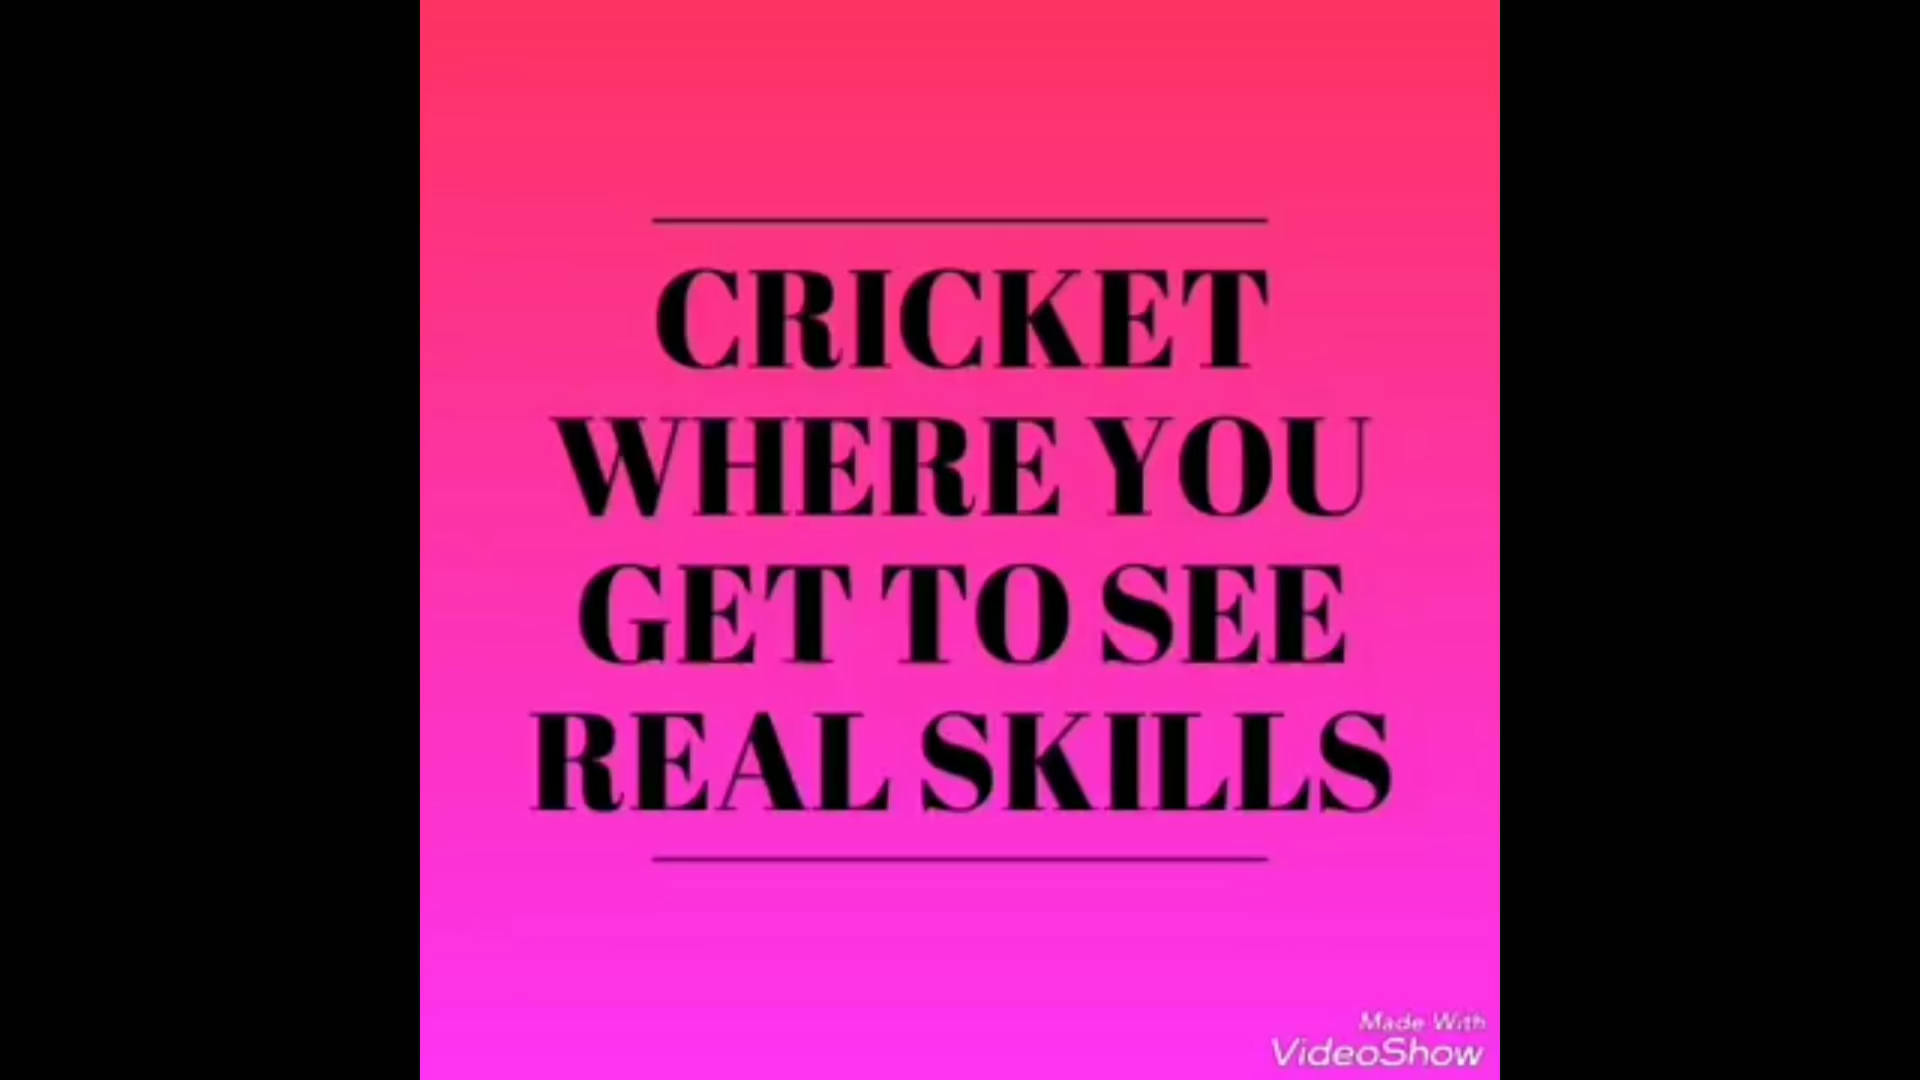 CRICKET
WHERE YOU
GET TO SEE
REAL SKILLS
Made With
VideoShow